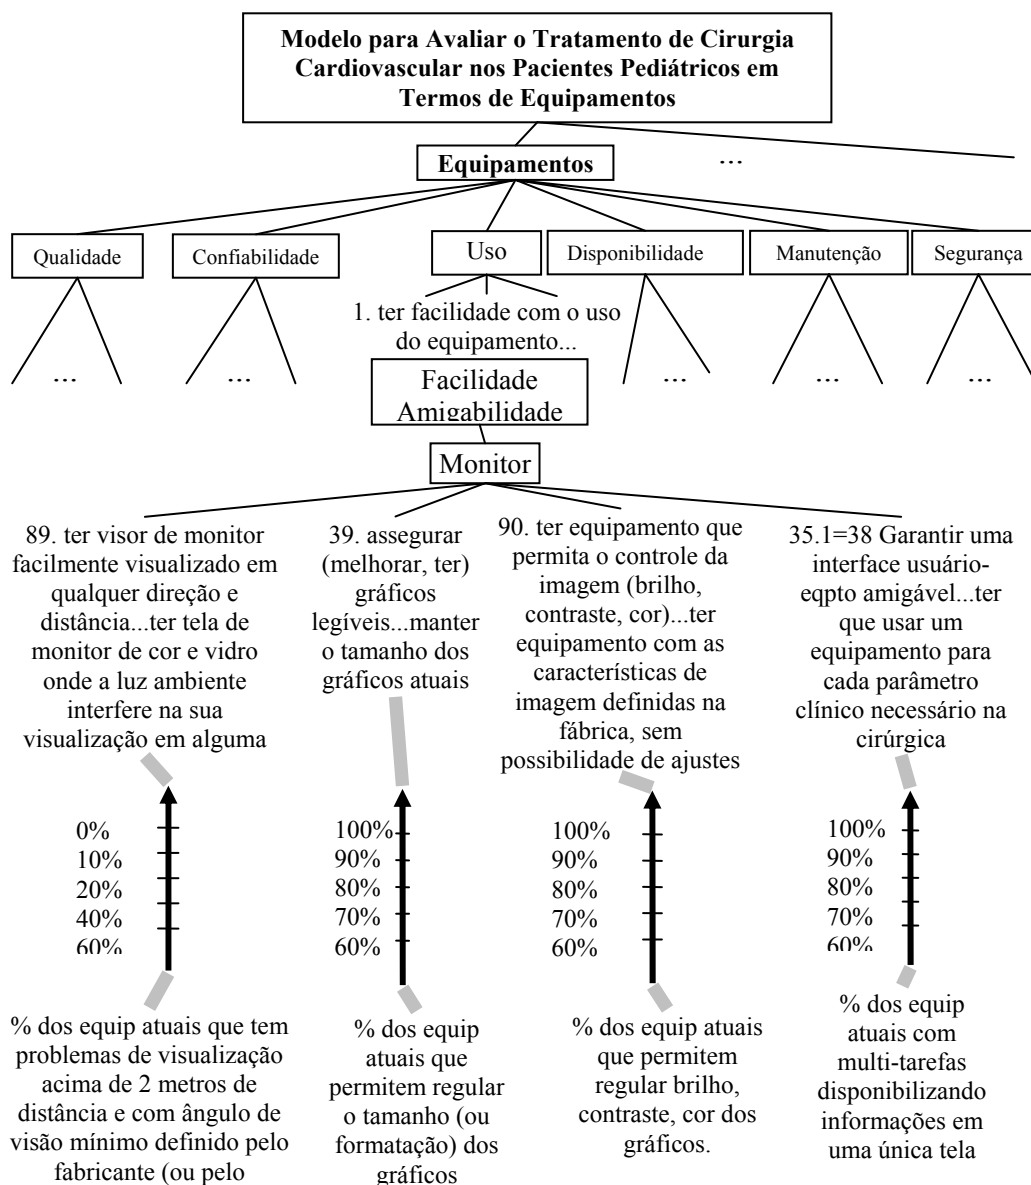 Modelo para Avaliar o Tratamento de Cirurgia
Cardiovascular nos Pacientes Pediátricos em
Termos de Equipamentos
Equipamentos
...
Qualidade
Confiabilidade
Uso
Disponibilidade
Manutenção
Segurança
1. ter facilidade com o uso
do equipamento...
...
...
...
...
...
Facilidade
Amigabilidade
Monitor
89. ter visor de monitor
facilmente visualizado em
qualquer direção e
distância...ter tela de
monitor de cor e vidro
onde a luz ambiente
interfere na sua
visualização em alguma
39. assegurar
(melhorar, ter)
gráficos
legíveis...manter
o tamanho dos
gráficos atuais
90. ter equipamento que
permita o controle da
imagem (brilho,
contraste, cor)...ter
equipamento com as
características de
imagem definidas na
fábrica, sem
possibilidade de ajustes
35.1=38 Garantir uma
interface usuário-
eqpto amigável...ter
que usar um
equipamento para
cada parâmetro
clínico necessário na
cirúrgica
0%
10%
20%
40%
60%
100%
90%
80%
70%
60%
100%
90%
80%
70%
60%
100%
90%
80%
70%
60%
% dos equip atuais que tem
problemas de visualização
acima de 2 metros de
distância e com ângulo de
visão mínimo definido pelo
fabricante (ou pelo
% dos equip
atuais que
permitem regular
o tamanho (ou
formatação) dos
gráficos
% dos equip atuais
que permitem
regular brilho,
contraste, cor dos
gráficos.
% dos equip
atuais com
multi-tarefas
disponibilizando
informações em
uma única tela